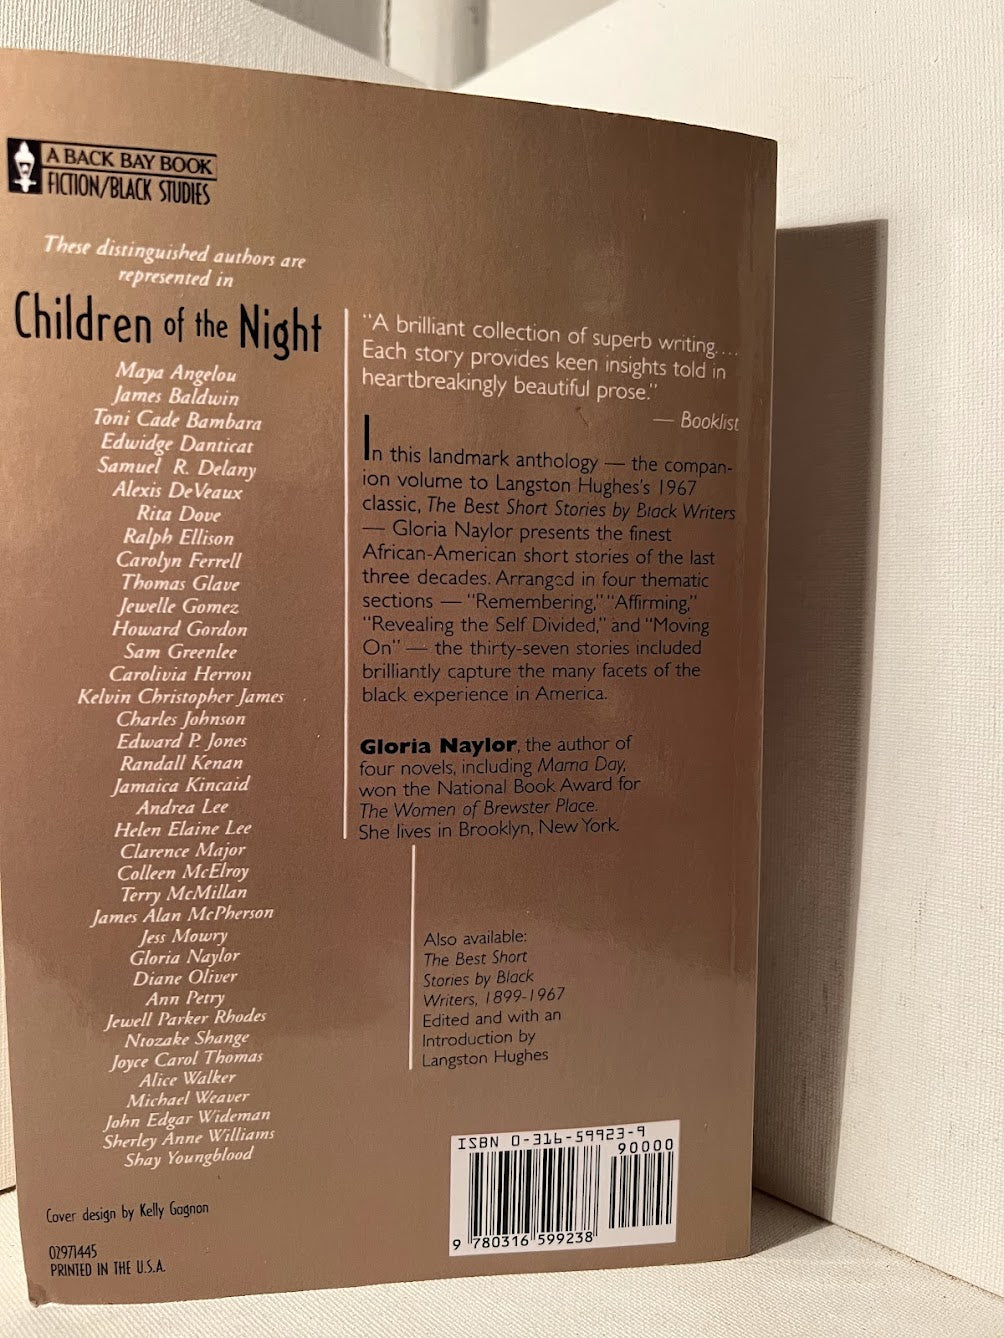 A BACK BAY BOOK
FICTION/BLACK STUDIES
These distinguished authors are
represented in
Children of the Night
Maya Angelou
James Baldwin
Toni Cade Bambara
Edwidge Danticat
Samuel R. Delany
Alexis DeVeaux
Rita Dove
Ralph Ellison
Carolyn Ferrell
Thomas Glave
Jewelle Gomez
Howard Gordon
Sam Greenlee
Carolivia Herron
Kelvin Christopher James
Charles Johnson
Edward P. Jones
Randall Kenan
Jamaica Kincaid
Andrea Lee
Helen Elaine Lee
Clarence Major
Colleen McElroy
Terry McMillan
James Alan McPherson
Jess Mowry
Gloria Naylor
Diane Oliver
Ann Petry
Jewell Parker Rhodes
Ntozake Shange
Joyce Carol Thomas
Alice Walker
Michael Weaver
John Edgar Wideman
Sherley Anne Williams
Shay Youngblood
Cover design by Kelly Gagnon
02971445
PRINTED IN THE U.S.A.
"A brilliant collection of superb writing....
Each story provides keen insights told in
heartbreakingly beautiful prose."
— Booklist
In this landmark anthology — the compan-
ion volume to Langston Hughes's 1967
classic, The Best Short Stories by Black Writers
— Gloria Naylor presents the finest
African-American short stories of the last
three decades. Arranged in four thematic
sections — "Remembering," "Affirming,"
"Revealing the Self Divided," and "Moving
On" — the thirty-seven stories included
brilliantly capture the many facets of the
black experience in America.
Gloria Naylor, the author of
four novels, including Mama Day,
won the National Book Award for
The Women of Brewster Place.
She lives in Brooklyn, New York.
Also available:
The Best Short
Stories by Black
Writers, 1899-1967
Edited and with an
Introduction by
Langston Hughes
ISBN 0-316-59923-9
90000
9 780316 599238